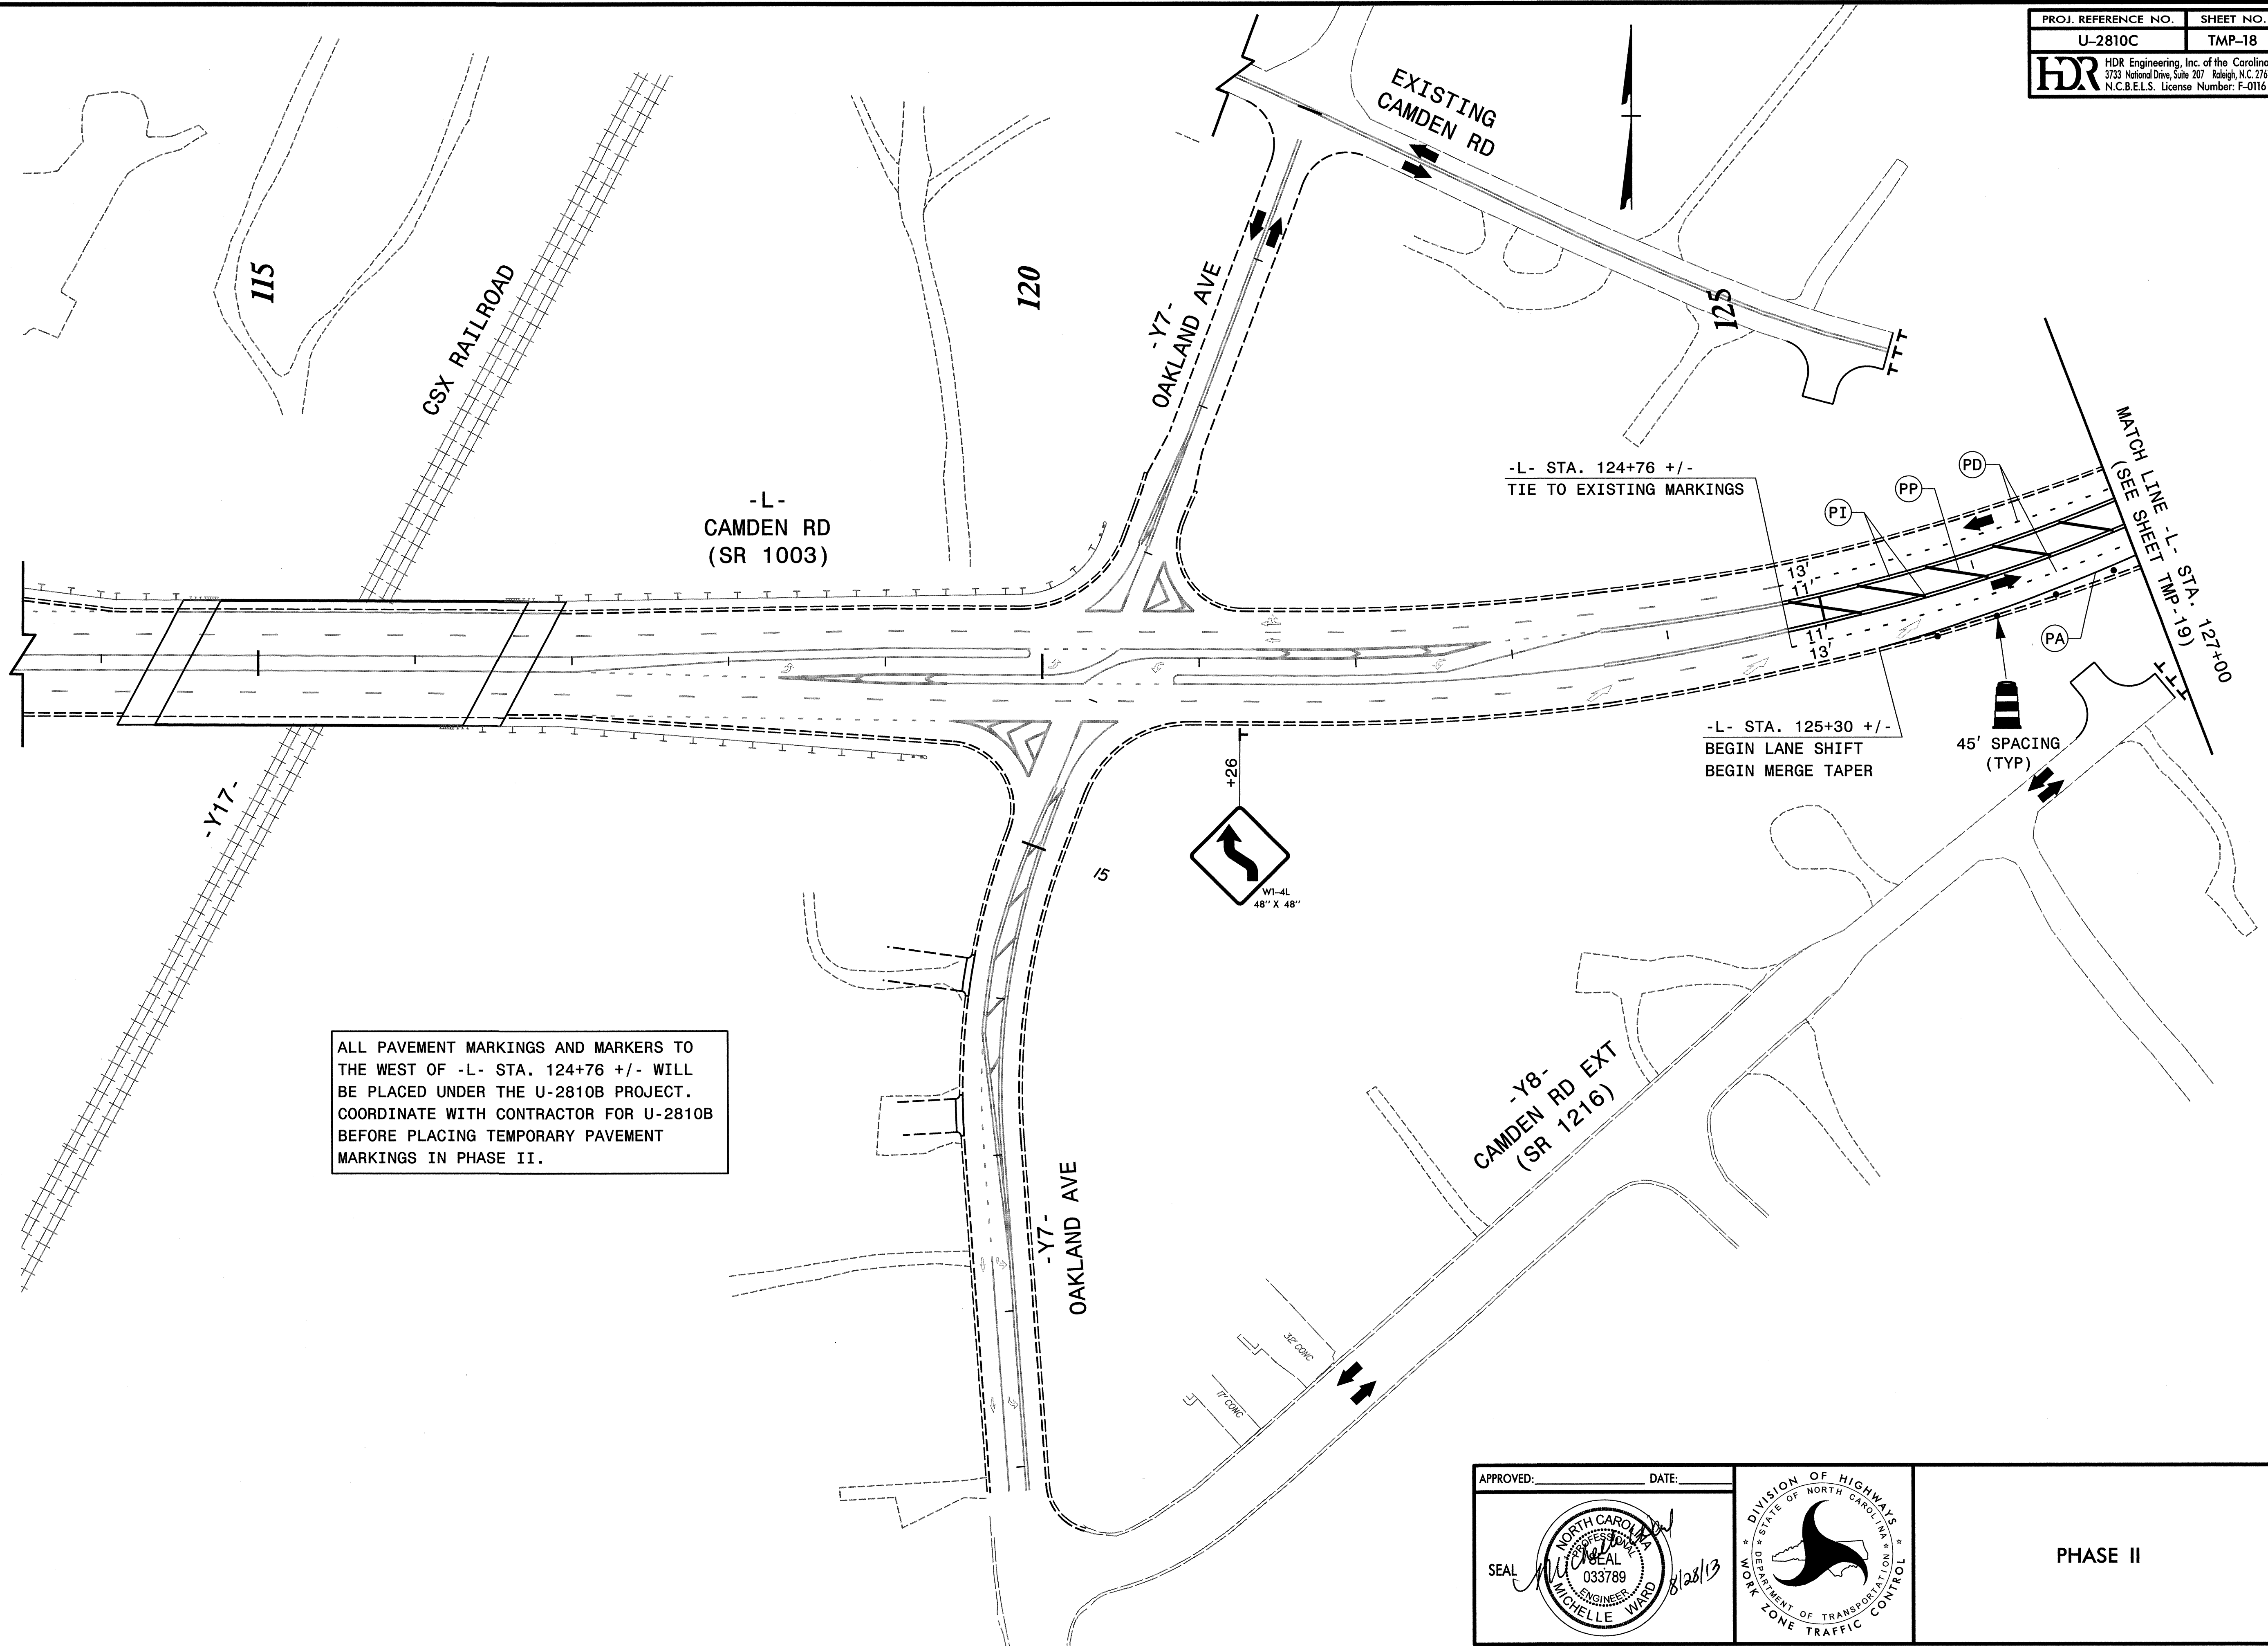 PROJ. REFERENCE NO.
SHEET NO.
U-2810C
TMP-18
HDR
HDR Engineering, Inc. of the Carolina
3733 National Drive, Suite 207 Raleigh, N.C. 276
N.C.B.E.L.S. License Number: F-0116
EXISTING
CAMDEN RD
115
CSX RAILROAD
120
-Y7-
OAKLAND AVE
125
MATCH LINE -L- STA. 127+00
(SEE SHEET TMP-19)
-L- STA. 124+76 +/-
TIE TO EXISTING MARKINGS
PI
PP
PD
-L-
CAMDEN RD
(SR 1003)
13'
11'
11'
13'
PA
-L- STA. 125+30 +/-
BEGIN LANE SHIFT
BEGIN MERGE TAPER
45' SPACING
(TYP)
-Y17-
+26
W1-4L
48" X 48"
15
ALL PAVEMENT MARKINGS AND MARKERS TO
THE WEST OF -L- STA. 124+76 +/- WILL
BE PLACED UNDER THE U-2810B PROJECT.
COORDINATE WITH CONTRACTOR FOR U-2810B
BEFORE PLACING TEMPORARY PAVEMENT
MARKINGS IN PHASE II.
-Y8-
CAMDEN RD EXT
(SR 1216)
-Y7-
OAKLAND AVE
32' CONC
17' CONC
APPROVED:
DATE:
SEAL
NORTH CAROLINA
PROFESSIONAL
SEAL
033789
ENGINEER
MICHELLE WARD
8/28/13
DIVISION OF HIGHWAYS
STATE OF NORTH CAROLINA
DEPARTMENT OF TRANSPORTATION
WORK ZONE TRAFFIC CONTROL
PHASE II